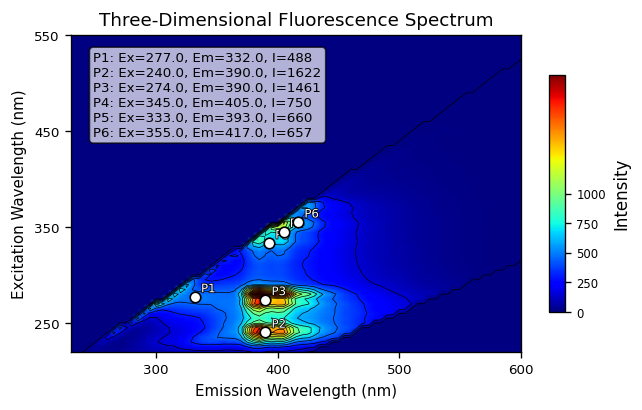 Three-Dimensional Fluorescence Spectrum
P1: Ex=277.0, Em=332.0, I=488
P2: Ex=240.0, Em=390.0, I=1622
P3: Ex=274.0, Em=390.0, I=1461
P4: Ex=345.0, Em=405.0, I=750
P5: Ex=333.0, Em=393.0, I=660
P6: Ex=355.0, Em=417.0, I=657
550
450
350
250
Excitation Wavelength (nm)
P6
P1
P3
P2
300
400
500
600
Emission Wavelength (nm)
1000
750
500
250
0
Intensity